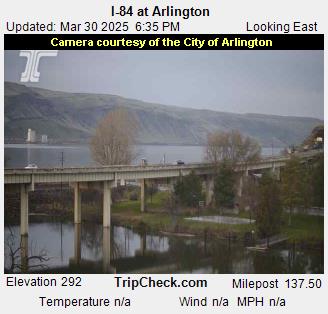 I-84 at Arlington
Updated: Mar 30 2025 6:35 PM Looking East
Camera courtesy of the City of Arlington
Elevation 292 TripCheck.com Milepost 137.50
Temperature n/a Wind n/a MPH n/a